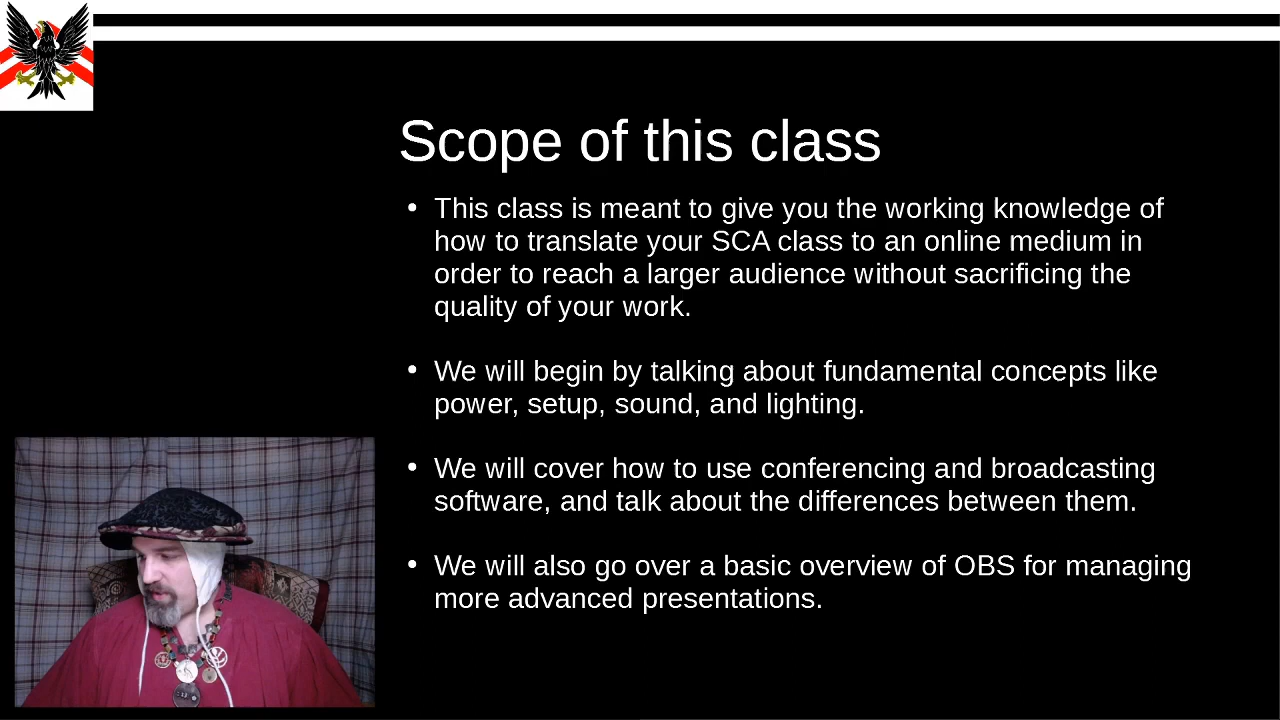 Scope of this class
• This class is meant to give you the working knowledge of
how to translate your SCA class to an online medium in
order to reach a larger audience without sacrificing the
quality of your work.
• We will begin by talking about fundamental concepts like
power, setup, sound, and lighting.
• We will cover how to use conferencing and broadcasting
software, and talk about the differences between them.
• We will also go over a basic overview of OBS for managing
more advanced presentations.